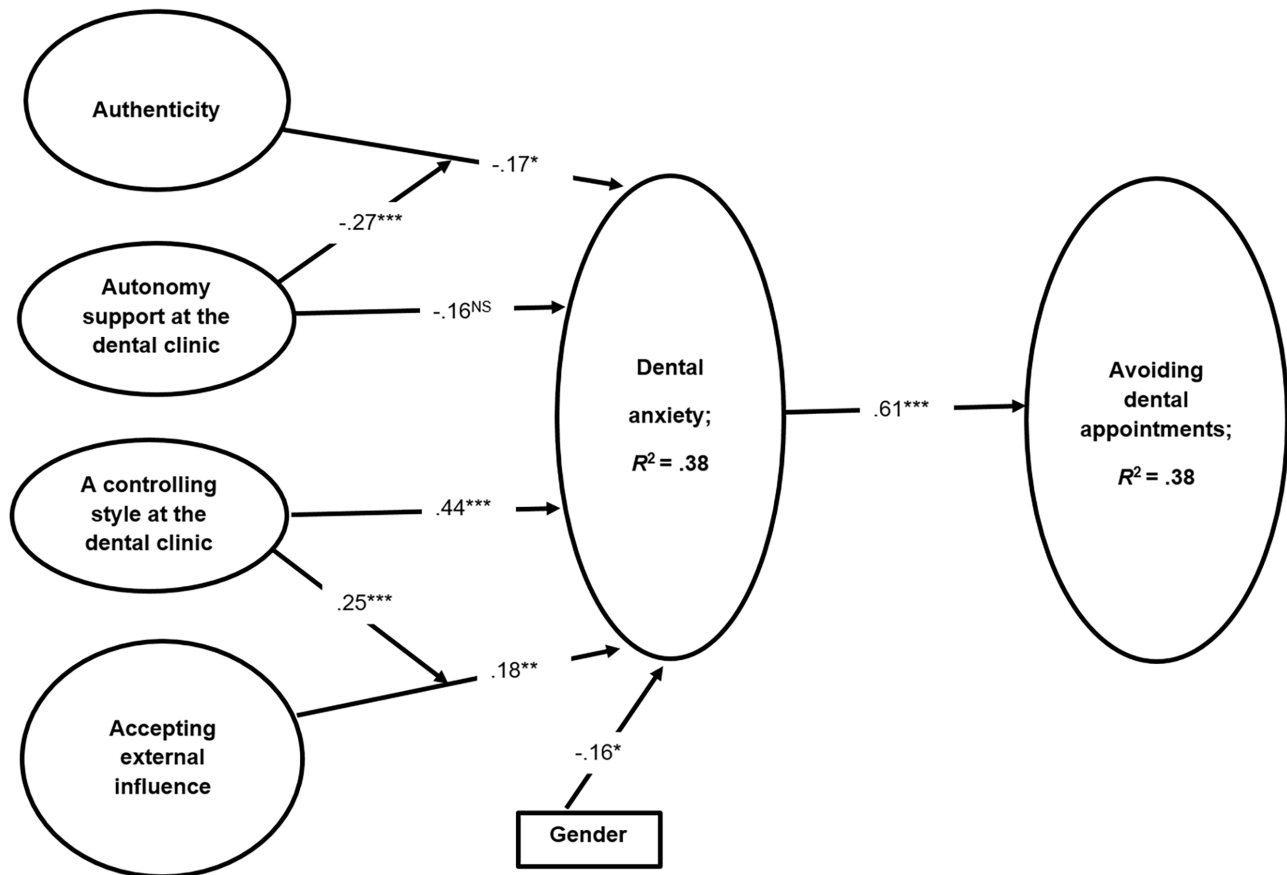 Authenticity
-.17*
-.27***
Autonomy
support at the
dental clinic
-.16NS
A controlling
style at the
dental clinic
.44***
.25***
Accepting
external
influence
.18**
Gender
-.16*
Dental
anxiety;
R² = .38
.61***
Avoiding
dental
appointments;
R² = .38